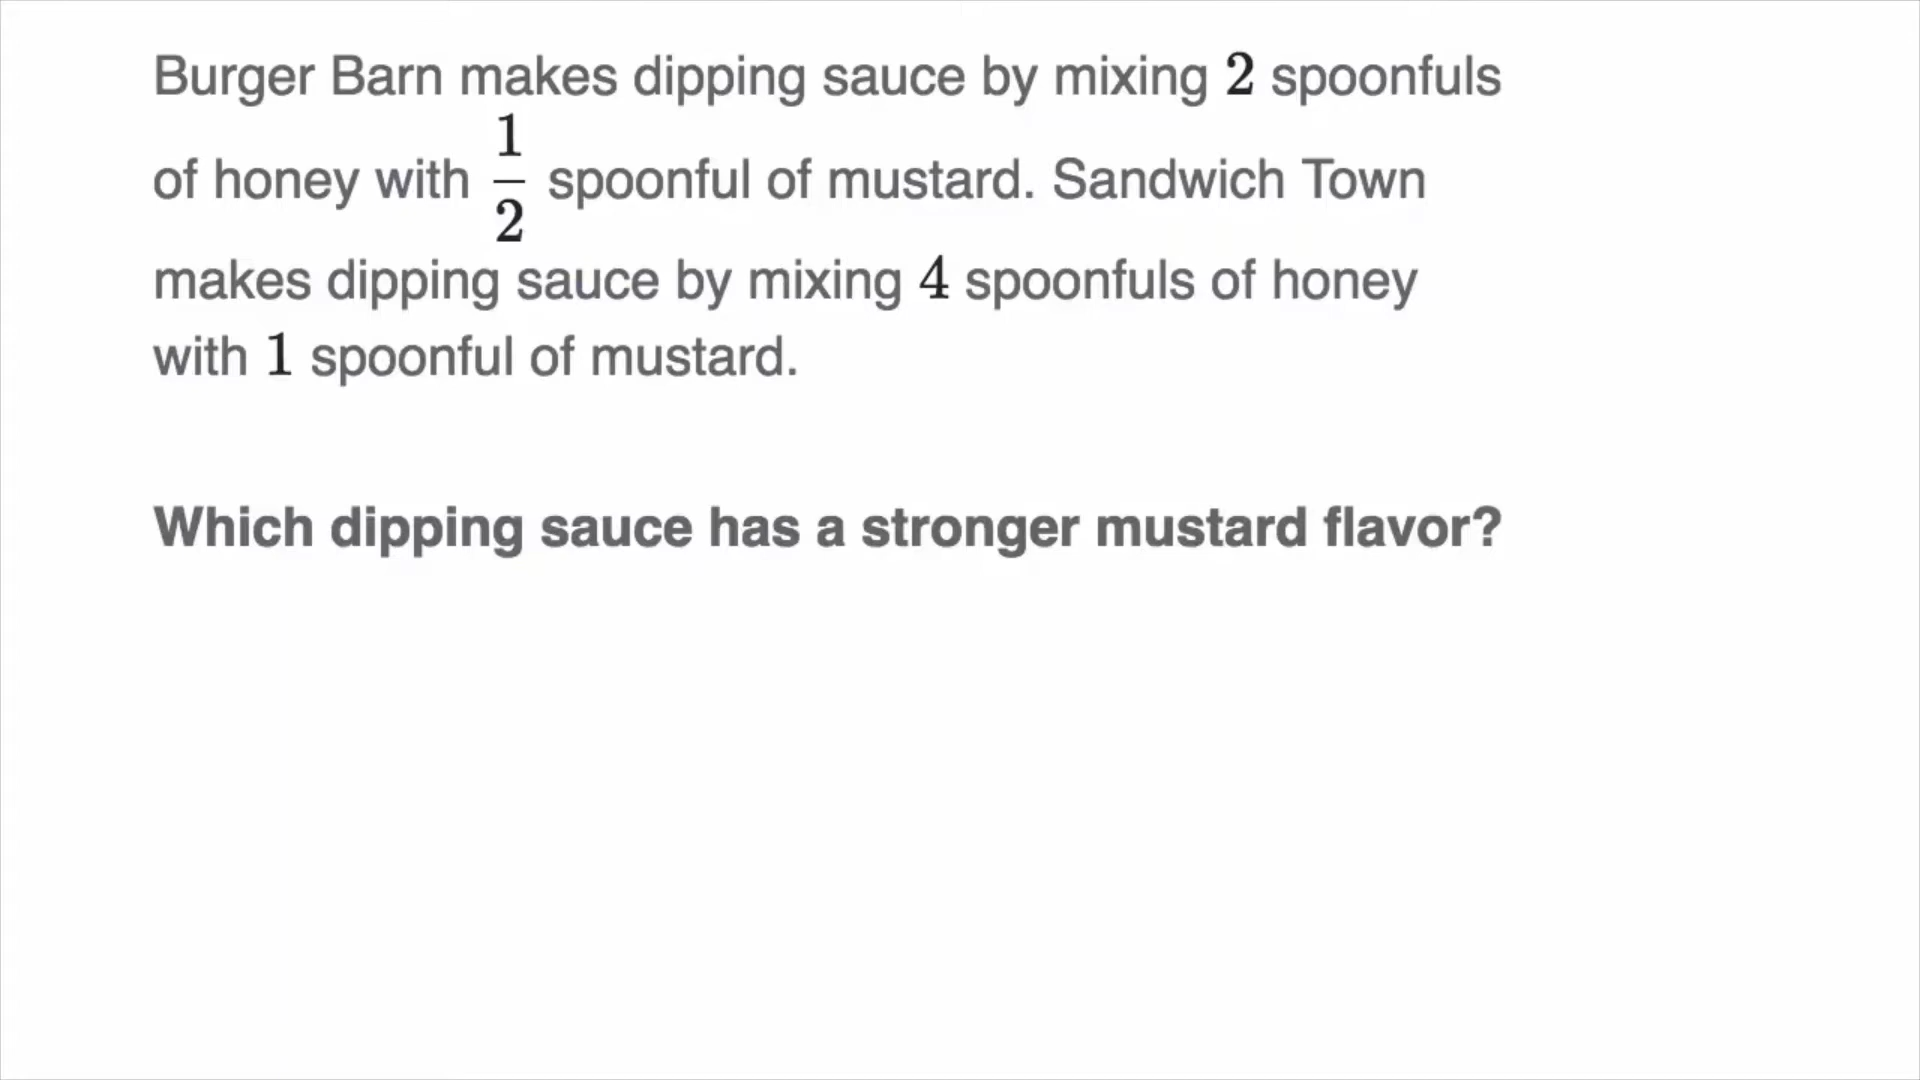 Burger Barn makes dipping sauce by mixing 2 spoonfuls
of honey with 1/2 spoonful of mustard. Sandwich Town
makes dipping sauce by mixing 4 spoonfuls of honey
with 1 spoonful of mustard.
Which dipping sauce has a stronger mustard flavor?